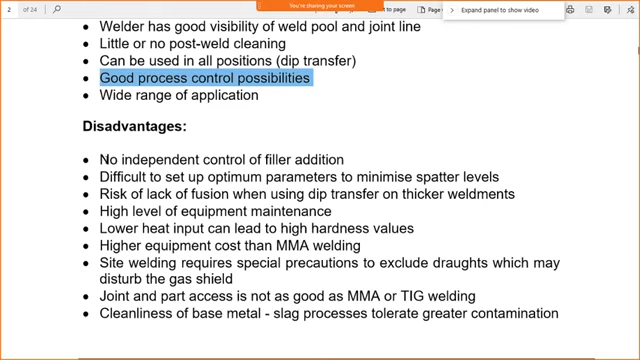 2 of 24
You're sharing your screen
to page
Page view
Expand panel to show video
• Welder has good visibility of weld pool and joint line
• Little or no post-weld cleaning
• Can be used in all positions (dip transfer)
• Good process control possibilities
• Wide range of application
Disadvantages:
• No independent control of filler addition
• Difficult to set up optimum parameters to minimise spatter levels
• Risk of lack of fusion when using dip transfer on thicker weldments
• High level of equipment maintenance
• Lower heat input can lead to high hardness values
• Higher equipment cost than MMA welding
• Site welding requires special precautions to exclude draughts which may
disturb the gas shield
• Joint and part access is not as good as MMA or TIG welding
• Cleanliness of base metal - slag processes tolerate greater contamination